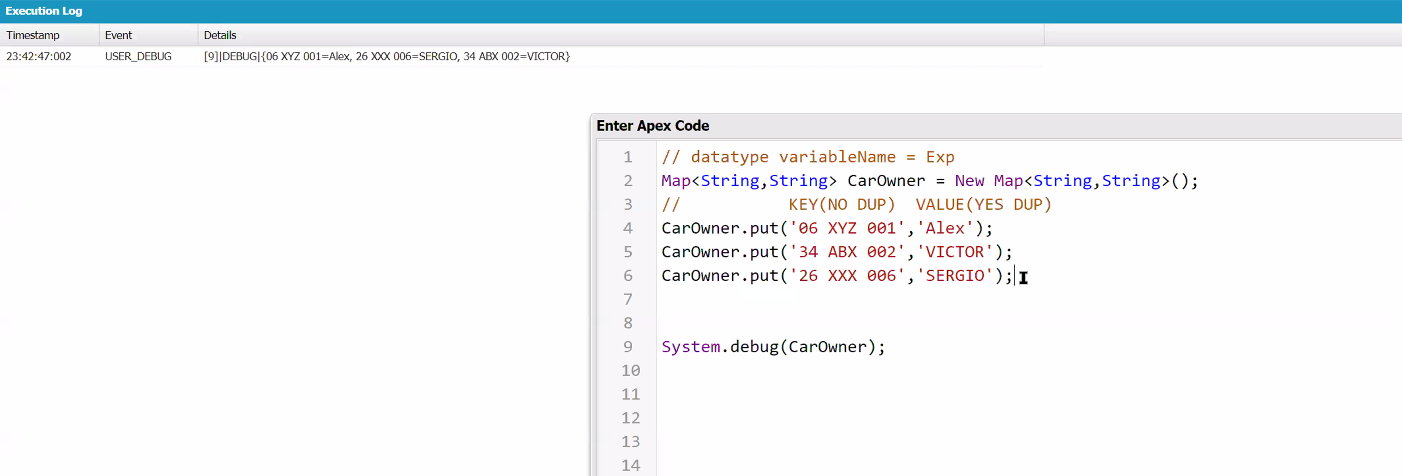 Execution Log
Timestamp Event Details
23:42:47:002 USER_DEBUG [9]|DEBUG|{06 XYZ 001=Alex, 26 XXX 006=SERGIO, 34 ABX 002=VICTOR}
Enter Apex Code
1 // datatype variableName = Exp
2 Map<String,String> CarOwner = New Map<String,String>();
3 // KEY(NO DUP) VALUE(YES DUP)
4 CarOwner.put('06 XYZ 001','Alex');
5 CarOwner.put('34 ABX 002','VICTOR');
6 CarOwner.put('26 XXX 006','SERGIO');
7
8
9 System.debug(CarOwner);
10
11
12
13
14